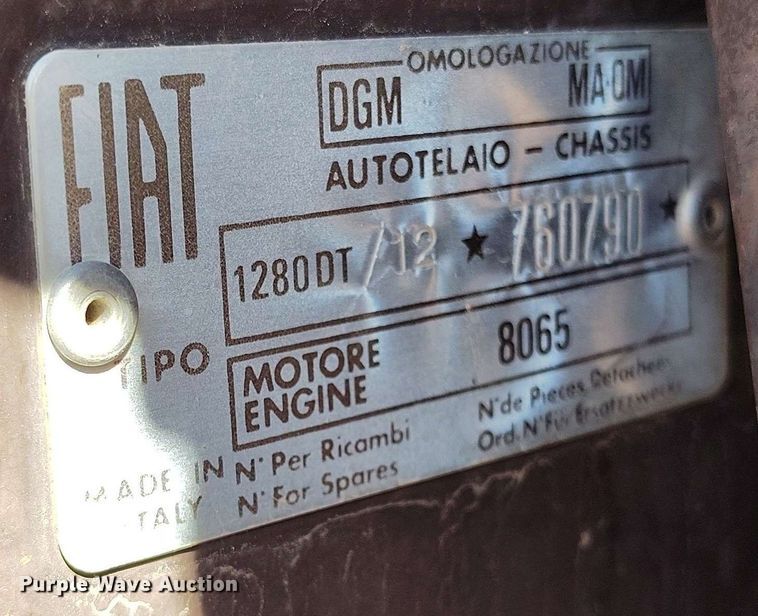 FIAT
OMOLOGAZIONE
DGM MA·OM
AUTOTELAIO - CHASSIS
1280DT /12 ★ 760790 ★
TIPO
MOTORE 8065
ENGINE
MADE IN
ITALY
N° Per Ricambi
N° For Spares
N° de Pieces Detachees
Ord. N° Für Ersatzwecke
Purple Wave Auction